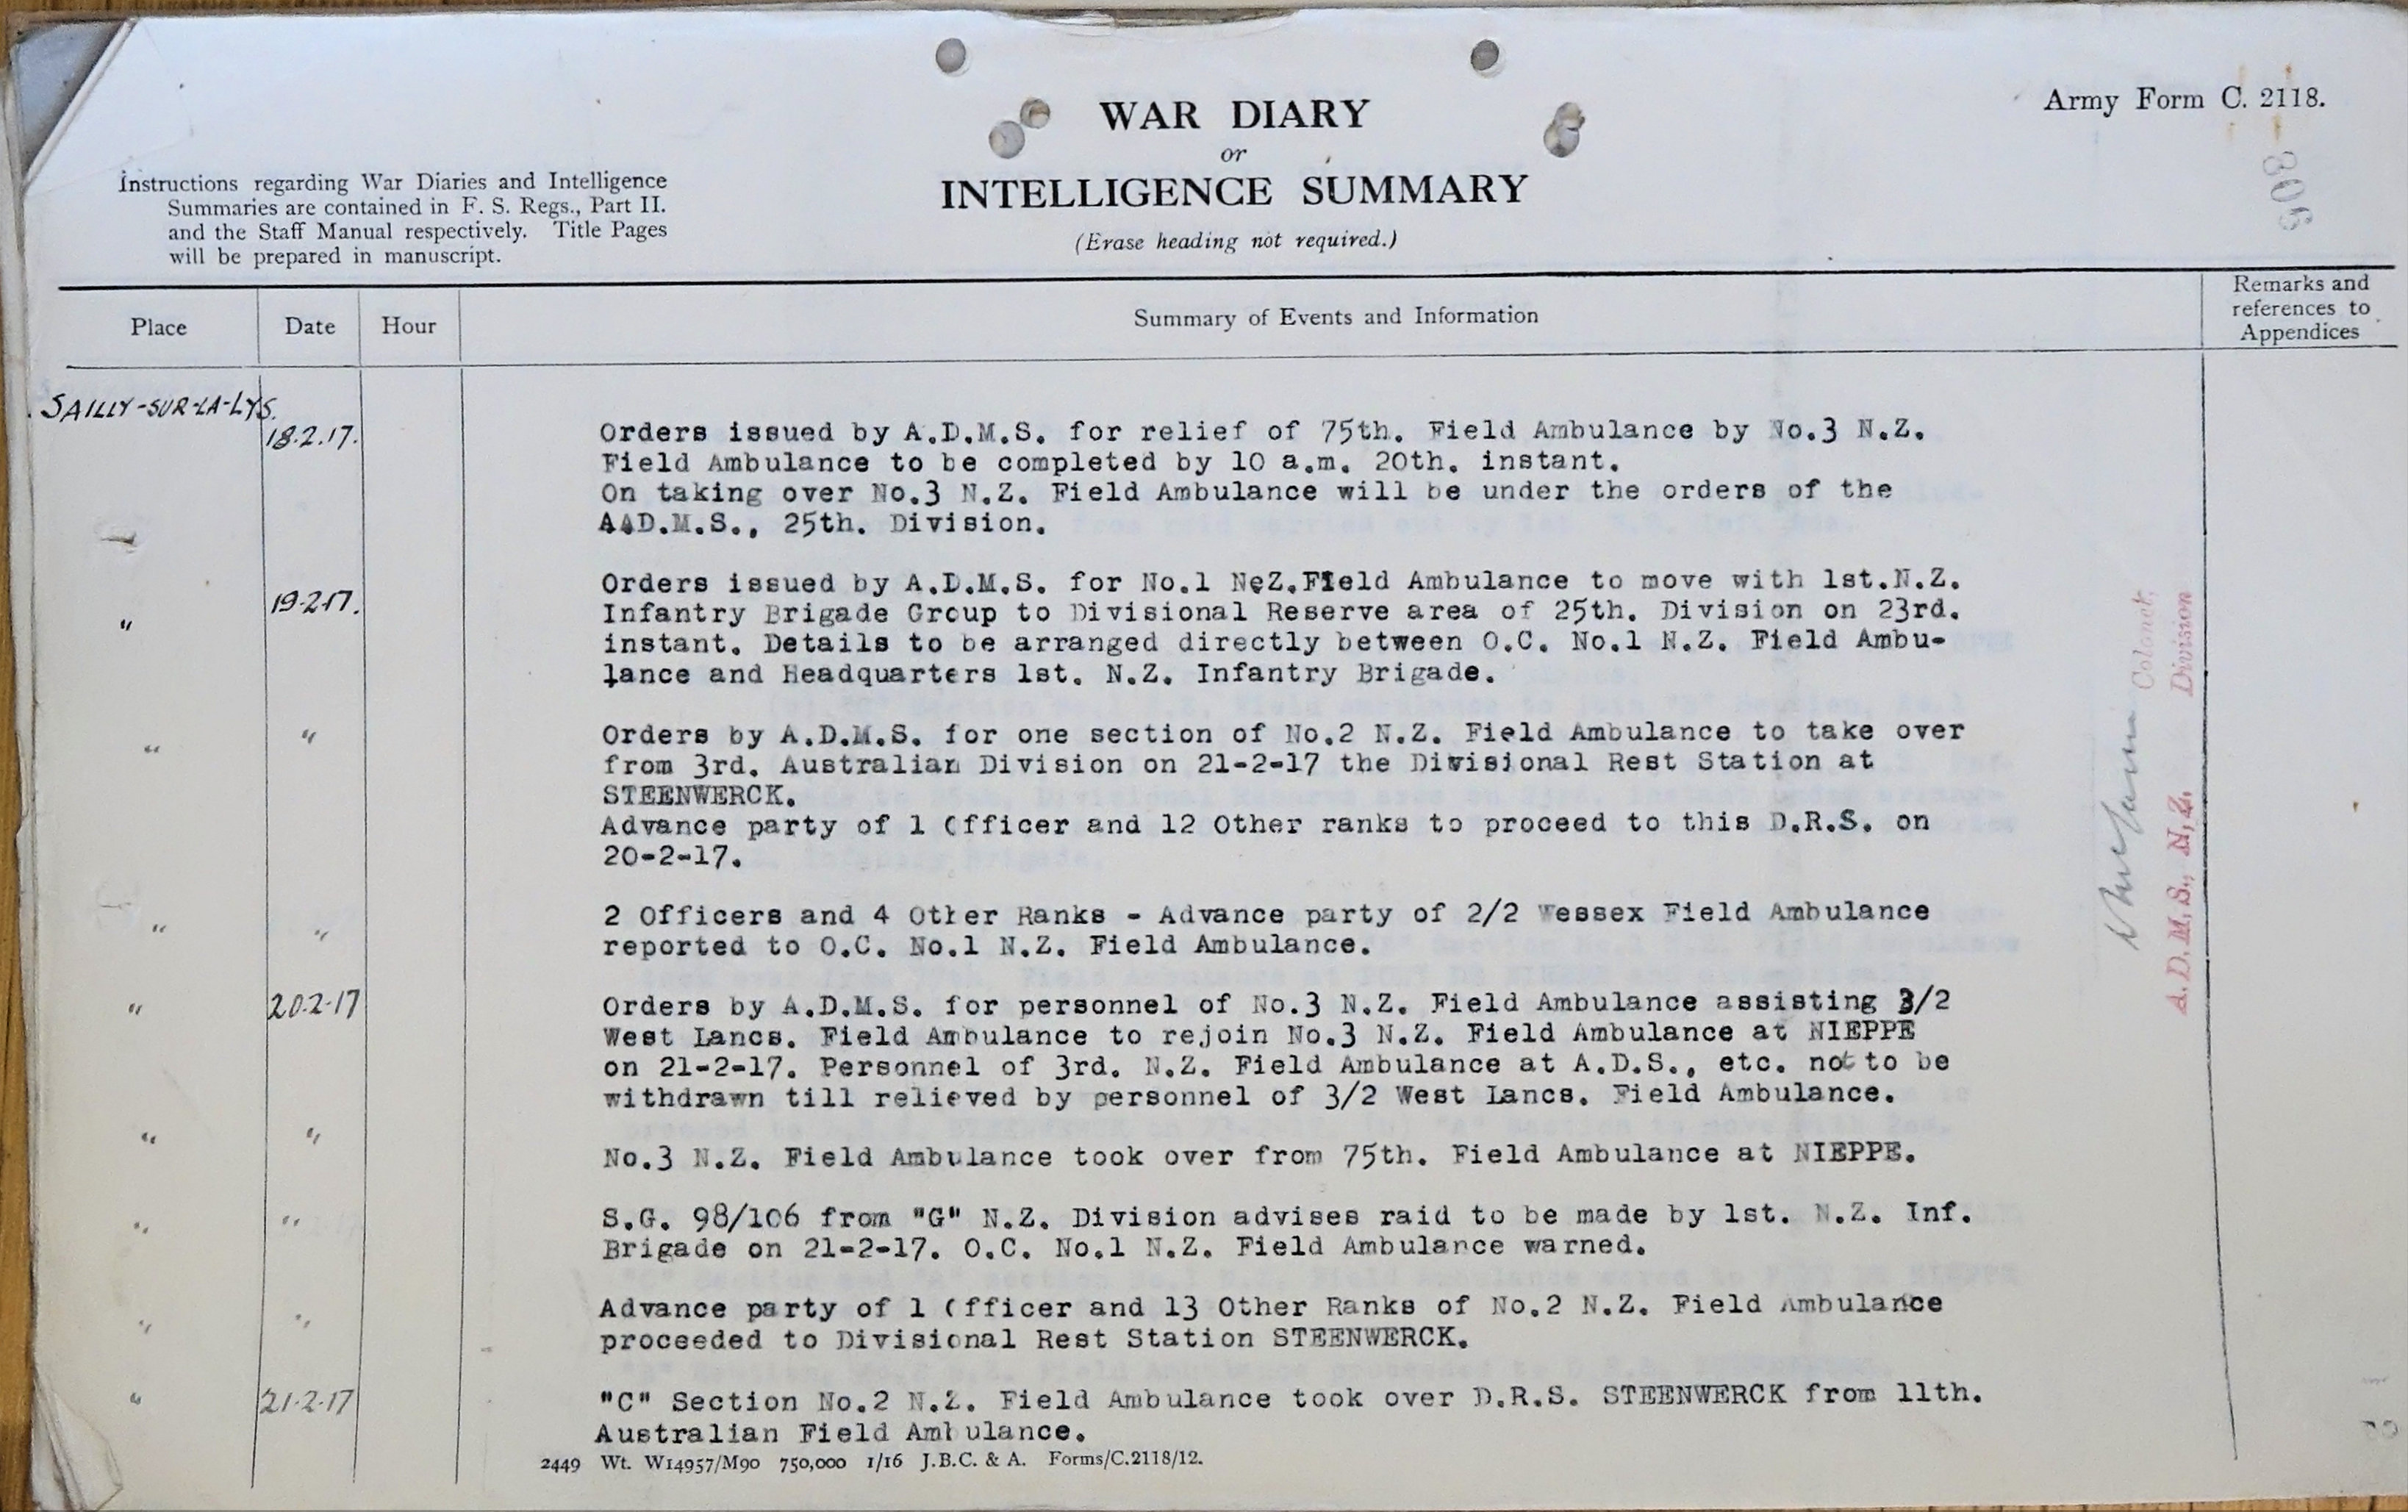 Army Form C. 2118.
WAR DIARY
or
INTELLIGENCE SUMMARY
(Erase heading not required.)
Instructions regarding War Diaries and Intelligence
Summaries are contained in F. S. Regs., Part II.
and the Staff Manual respectively. Title Pages
will be prepared in manuscript.
306
Place Date Hour Summary of Events and Information Remarks and
references to
Appendices
SAILLY-SUR-LA-LYS.
18.2.17. Orders issued by A.D.M.S. for relief of 75th. Field Ambulance by No.3 N.Z.
Field Ambulance to be completed by 10 a.m. 20th. instant.
On taking over No.3 N.Z. Field Ambulance will be under the orders of the
AAD.M.S., 25th. Division.
" 19.2.17. Orders issued by A.D.M.S. for No.1 NeZ.Field Ambulance to move with 1st.N.Z.
Infantry Brigade Group to Divisional Reserve area of 25th. Division on 23rd.
instant. Details to be arranged directly between O.C. No.1 N.Z. Field Ambu-
lance and Headquarters 1st. N.Z. Infantry Brigade.
" " Orders by A.D.M.S. for one section of No.2 N.Z. Field Ambulance to take over
from 3rd. Australian Division on 21-2-17 the Divisional Rest Station at
STEENWERCK.
Advance party of 1 Officer and 12 Other ranks to proceed to this D.R.S. on
20-2-17.
" " 2 Officers and 4 Other Ranks - Advance party of 2/2 Wessex Field Ambulance
reported to O.C. No.1 N.Z. Field Ambulance.
" 20.2.17 Orders by A.D.M.S. for personnel of No.3 N.Z. Field Ambulance assisting 3/2
West Lancs. Field Ambulance to rejoin No.3 N.Z. Field Ambulance at NIEPPE
on 21-2-17. Personnel of 3rd. N.Z. Field Ambulance at A.D.S., etc. not to be
withdrawn till relieved by personnel of 3/2 West Lancs. Field Ambulance.
" " No.3 N.Z. Field Ambulance took over from 75th. Field Ambulance at NIEPPE.
" " S.G. 98/106 from "G" N.Z. Division advises raid to be made by 1st. N.Z. Inf.
Brigade on 21-2-17. O.C. No.1 N.Z. Field Ambulance warned.
" " Advance party of 1 Officer and 13 Other Ranks of No.2 N.Z. Field Ambulance
proceeded to Divisional Rest Station STEENWERCK.
" 21.2.17 "C" Section No.2 N.Z. Field Ambulance took over D.R.S. STEENWERCK from 11th.
Australian Field Ambulance.
Colonel,
A.D.M.S., N.Z. Division
2449 Wt. W14957/M90 750,000 1/16 J.B.C. & A. Forms/C.2118/12.